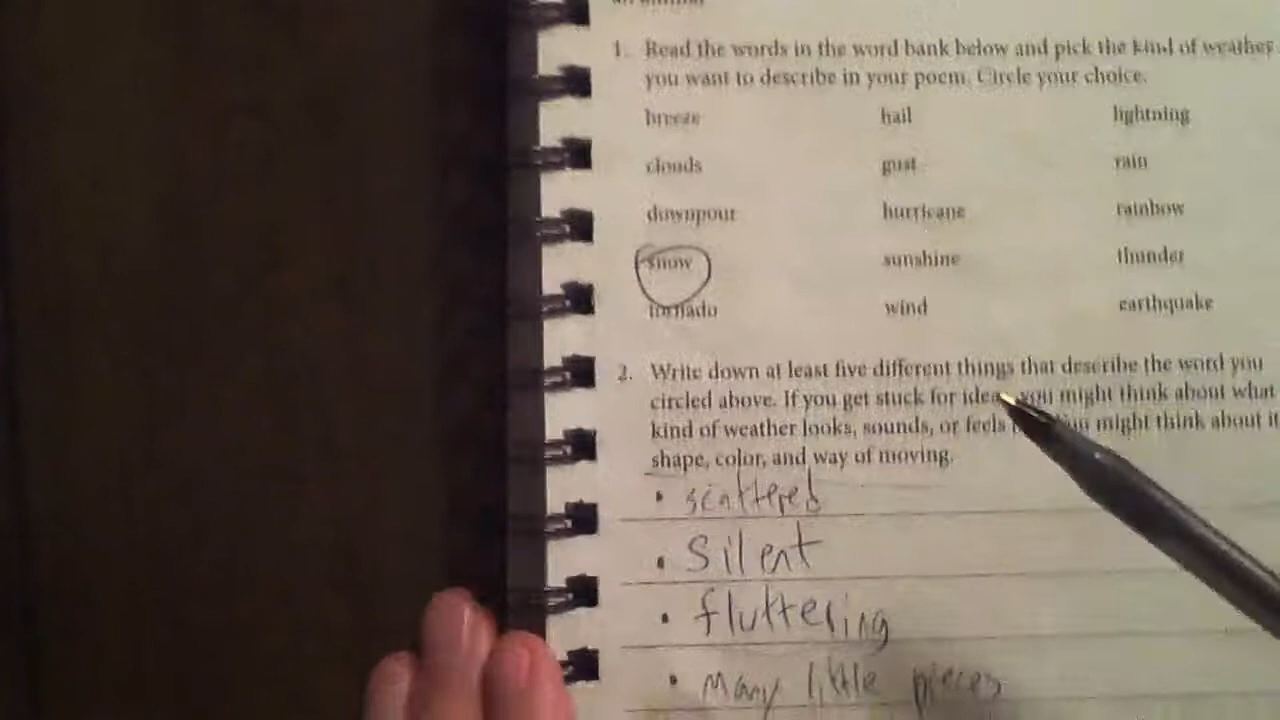 an animal
1. Read the words in the word bank below and pick the kind of weather
you want to describe in your poem. Circle your choice.
breeze hail lightning
clouds gust rain
downpour hurricane rainbow
snow sunshine thunder
tornado wind earthquake
2. Write down at least five different things that describe the word you
circled above. If you get stuck for ideas, you might think about what
kind of weather looks, sounds, or feels might think about it
shape, color, and way of moving.
• scattered
• Silent
• fluttering
• Many little pieces